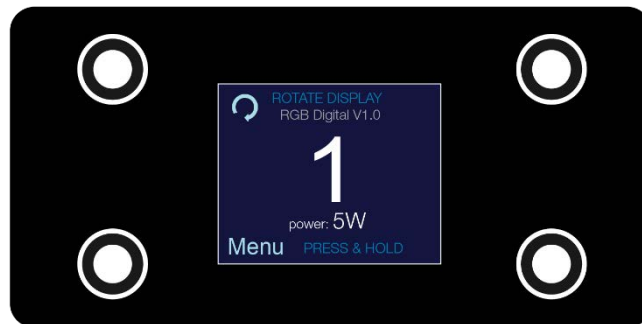 ROTATE DISPLAY
RGB Digital V1.0
1
power: 5W
Menu PRESS & HOLD